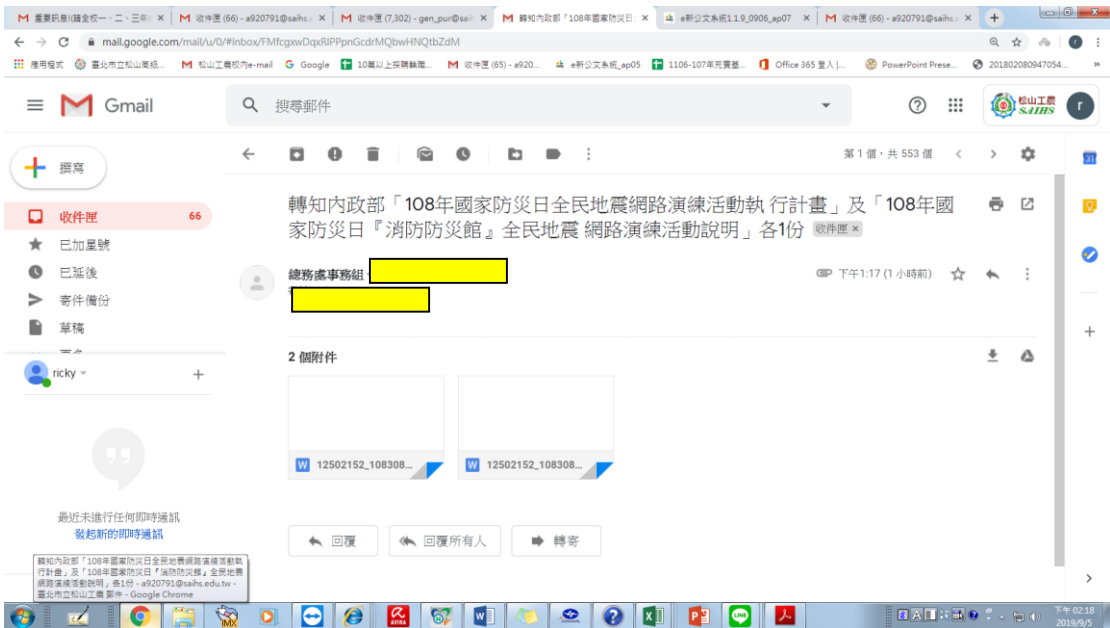 重要訊息!(請全校一、二、三年
收件匣 (66) - a920791@saihs.e
收件匣 (7,302) - gen_pur@saih
轉知內政部「108年國家防災日
e新公文系統1.1.9_0906_ap07
收件匣 (66) - a920791@saihs.e
mail.google.com/mail/u/0/#inbox/FMfcgxwDqxRlPPpnGcdrMQbwHNQtbZdM
應用程式
臺北市立松山高級...
松山工農校內e-mail
Google
10萬以上採購輪隨...
收件匣 (65) - a920...
e新公文系統_ap05
1106-107年充實基...
Office 365 登入 |...
PowerPoint Prese...
201802080947054...
Gmail
搜尋郵件
松山工農
SAIHS
r
撰寫
第 1 個,共 553 個
31
收件匣 66
已加星號
已延後
寄件備份
草稿
ricky
最近未進行任何即時通訊
發起新的即時通訊
轉知內政部「108年國家防災日全民地震網路演練活動執 行計畫」及「108年國
家防災日『消防防災館』全民地震 網路演練活動說明」各1份 收件匣 ×
總務處事務組
下午1:17 (1 小時前)
2 個附件
W 12502152_108308...
W 12502152_108308...
回覆
回覆所有人
轉寄
轉知內政部「108年國家防災日全民地震網路演練活動執
行計畫」及「108年國家防災日『消防防災館』全民地震
網路演練活動說明」各1份 - a920791@saihs.edu.tw -
臺北市立松山工農 郵件 - Google Chrome
下午 02:18
2019/9/5